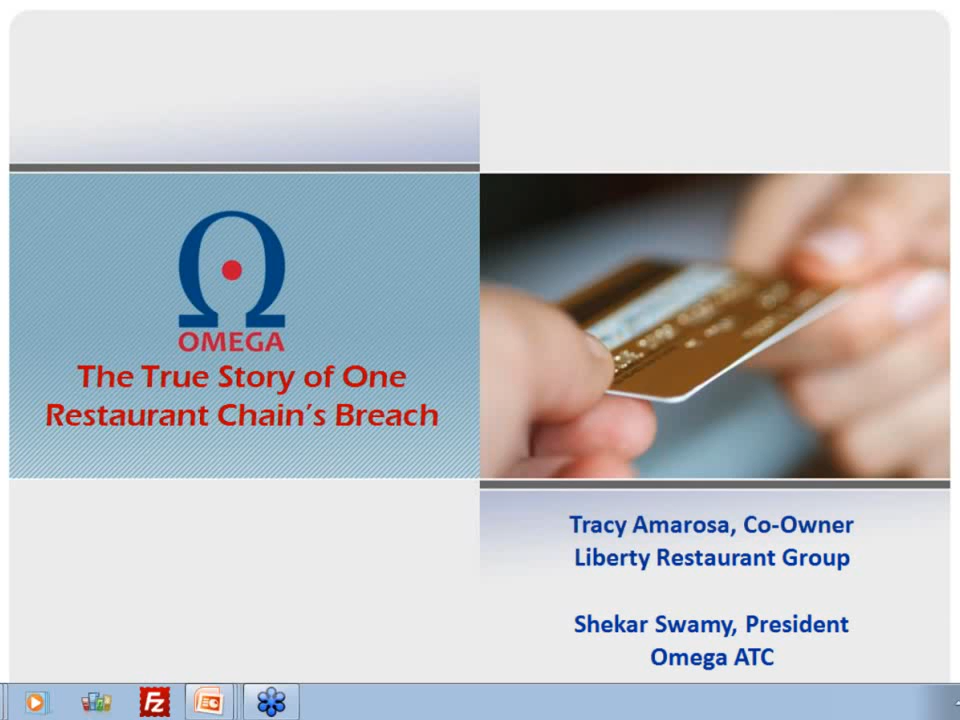 Ω
OMEGA
The True Story of One
Restaurant Chain's Breach
Tracy Amarosa, Co-Owner
Liberty Restaurant Group
Shekar Swamy, President
Omega ATC
FZ